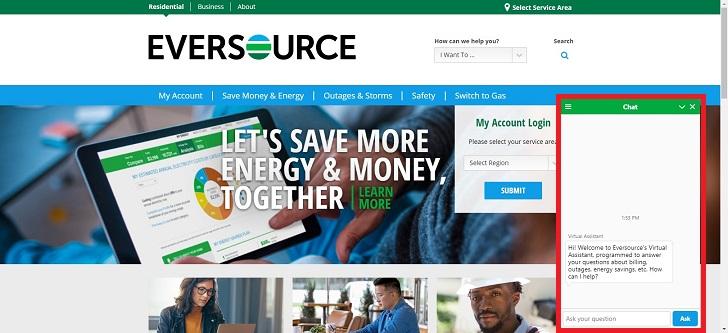 Residential Business About Select Service Area
EVERSOURCE
How can we help you? Search
I Want To ...
My Account Save Money & Energy Outages & Storms Safety Switch to Gas
LET'S SAVE MORE
ENERGY & MONEY,
TOGETHER LEARN
MORE
My Account Login
Please select your service area
Select Region
SUBMIT
Chat
1:53 PM
Virtual Assistant
Hi! Welcome to Eversource's Virtual
Assistant, programmed to answer
your questions about billing,
outages, energy savings, etc. How
can I help?
Ask your question Ask